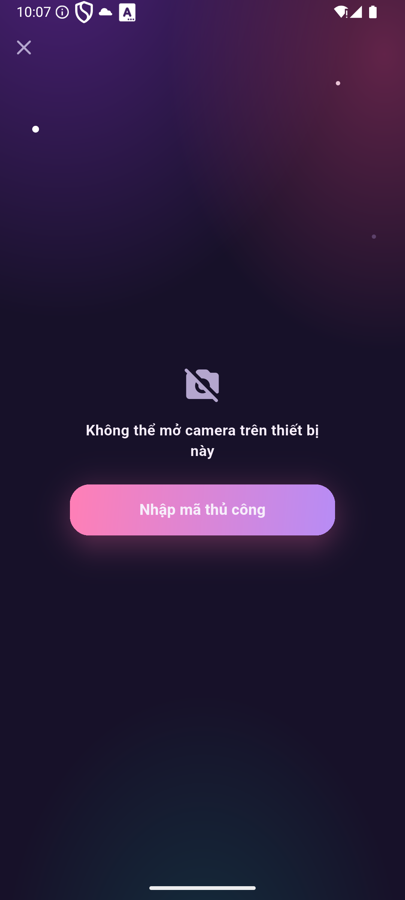 10:07
A
Không thể mở camera trên thiết bị
này
Nhập mã thủ công